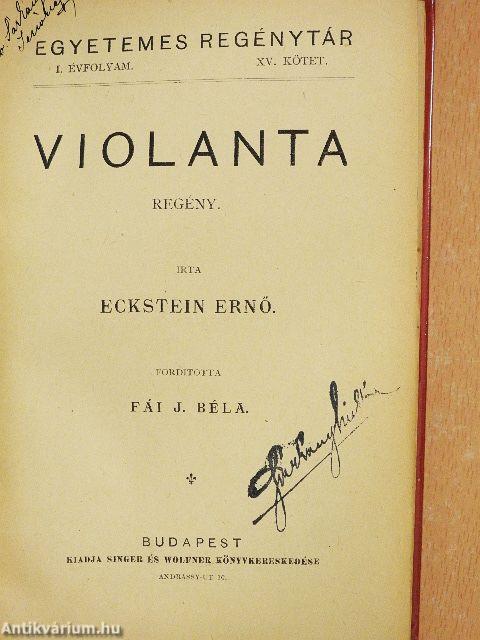 EGYETEMES REGÉNYTÁR
I. ÉVFOLYAM. XV. KÖTET.
VIOLANTA
REGÉNY.
IRTA
ECKSTEIN ERNŐ.
FORDITOTTA
FÁI J. BÉLA.
BUDAPEST
KIADJA SINGER ÉS WOLFNER KÖNYVKERESKEDÉSE
ANDRÁSSY-ÚT 10.
Antikvárium.hu